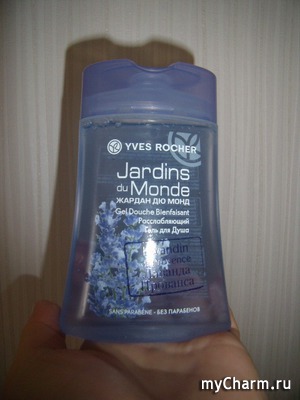 YVES ROCHER
Jardins
du Monde
ЖАРДАН ДЮ МОНД
Gel Douche Bienfaisant
Расслабляющий
Гель для Душа
Прованса
SANS PARABÈNE - БЕЗ ПАРАБЕНОВ
myCharm.ru